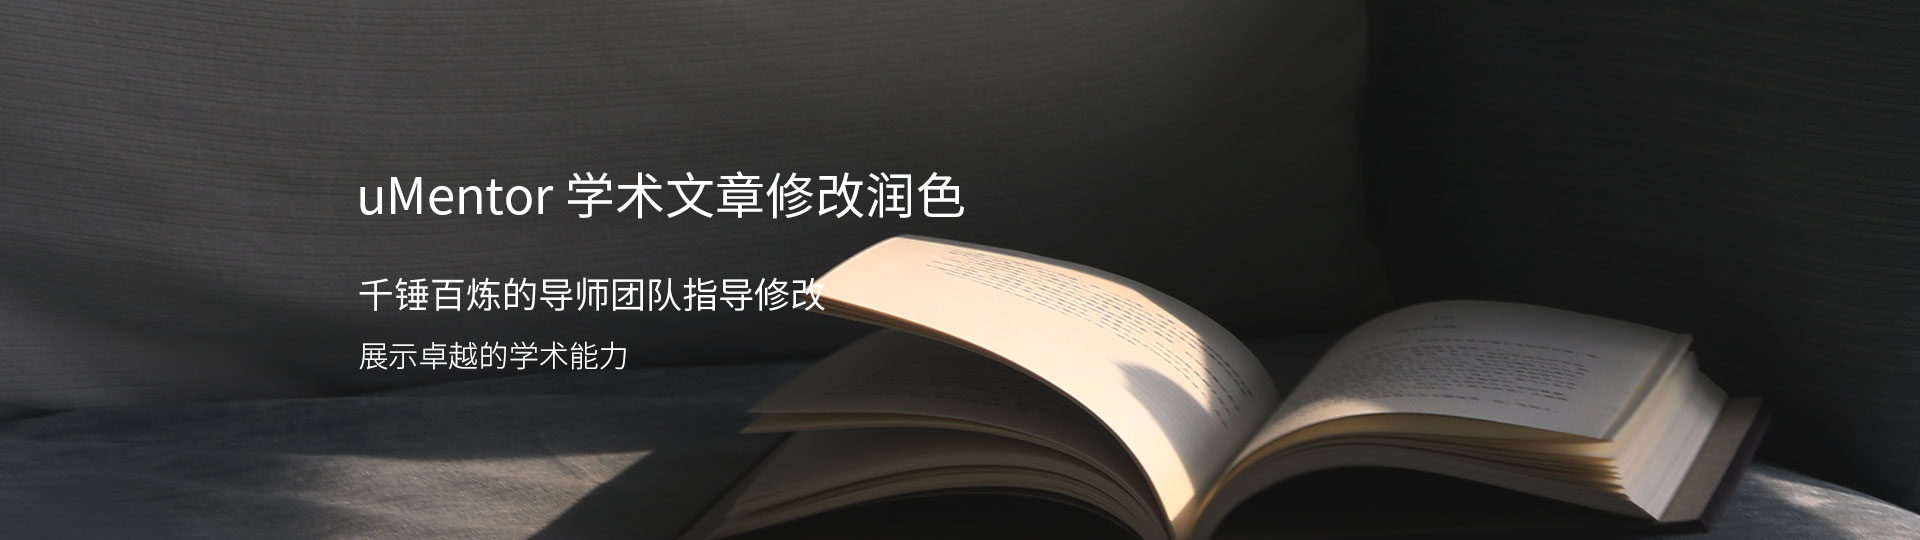 uMentor 学术文章修改润色
千锤百炼的导师团队指导修改
展示卓越的学术能力